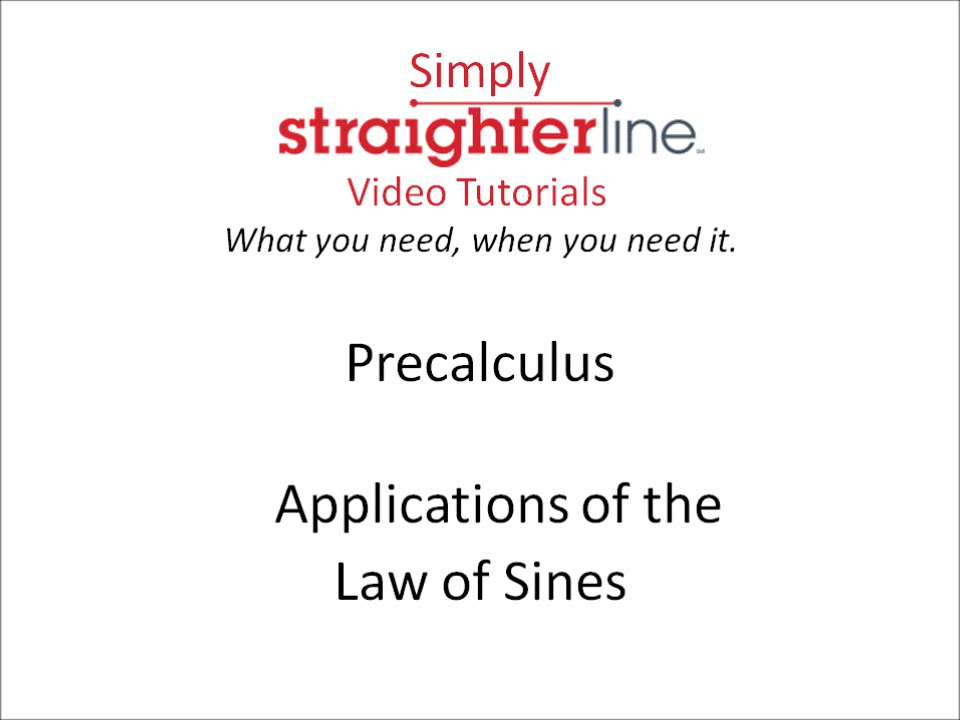 Simply
straighterline
Video Tutorials
What you need, when you need it.
Precalculus
Applications of the
Law of Sines